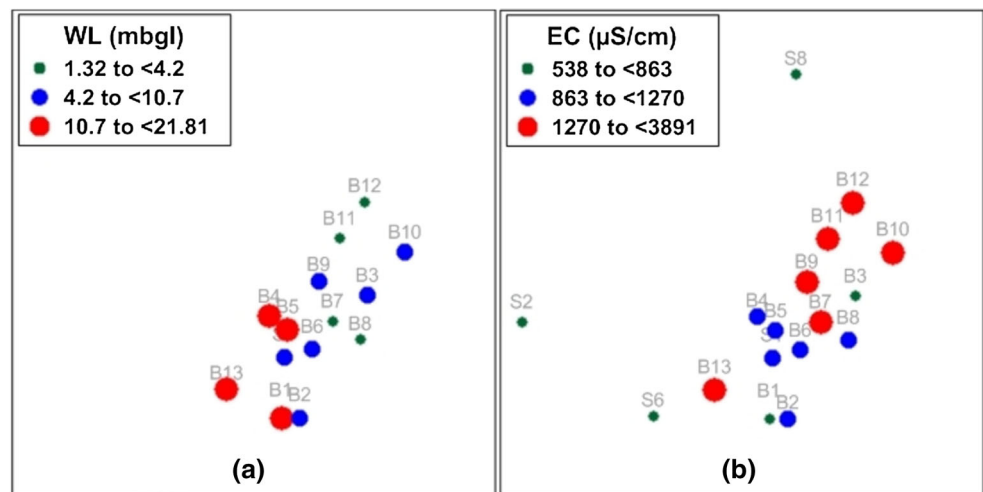 WL (mbgl)
1.32 to <4.2
4.2 to <10.7
10.7 to <21.81
B12
B11
B10
B9
B3
B4
B5
B7
B6
B8
B13
B1
B2
(a)
EC (µS/cm)
538 to <863
863 to <1270
1270 to <3891
S8
B12
B11
B10
B9
B3
B4
B5
B7
B8
B6
S2
B13
S6
B1
B2
(b)